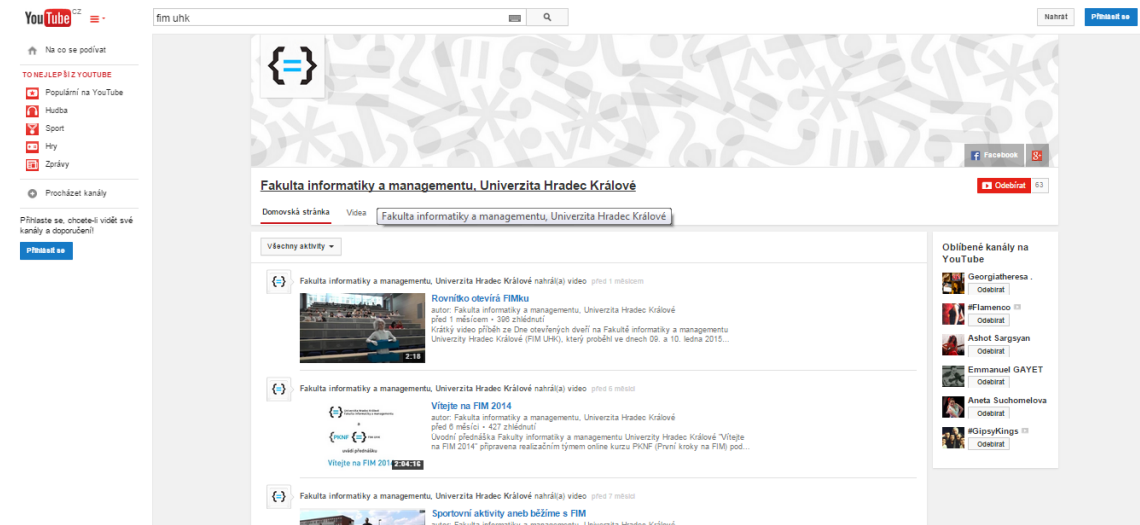 YouTube CZ
fim uhk
Nahrát
Přihlásit se
Na co se podívat
TO NEJLEPŠÍ Z YOUTUBE
Populární na YouTube
Hudba
Sport
Hry
Zprávy
Procházet kanály
Přihlaste se, chcete-li vidět své
kanály a doporučení!
Přihlásit se
{=}
Facebook
Fakulta informatiky a managementu, Univerzita Hradec Králové
Odebírat 63
Domovská stránka
Videa
Fakulta informatiky a managementu, Univerzita Hradec Králové
Všechny aktivity
Fakulta informatiky a managementu, Univerzita Hradec Králové nahrál(a) video před 1 měsícem
Rovnítko otevírá FIMku
autor: Fakulta informatiky a managementu, Univerzita Hradec Králové
před 1 měsícem • 396 zhlédnutí
Krátký video příběh ze Dne otevřených dveří na Fakultě informatiky a managementu
Univerzity Hradec Králové (FIM UHK), který proběhl ve dnech 09. a 10. ledna 2015...
2:18
Fakulta informatiky a managementu, Univerzita Hradec Králové nahrál(a) video před 6 měsíci
Vítejte na FIM 2014
autor: Fakulta informatiky a managementu, Univerzita Hradec Králové
před 6 měsíci • 427 zhlédnutí
Úvodní přednáška Fakulty informatiky a managementu Univerzity Hradec Králové "Vítejte
na FIM 2014" připravena realizačním týmem online kurzu PKNF (První kroky na FIM) pod...
{PKNF {=}
uvádí přednášku
Vítejte na FIM 201
2:04:16
Fakulta informatiky a managementu, Univerzita Hradec Králové nahrál(a) video před 7 měsíci
Sportovní aktivity aneb běžíme s FIM
autor: Fakulta informatiky a managementu, Univerzita Hradec Králové
Oblíbené kanály na
YouTube
Georgiatheresa .
Odebírat
#Flamenco
Odebírat
Ashot Sargsyan
Odebírat
Emmanuel GAYET
Odebírat
Aneta Suchomelova
Odebírat
#GipsyKings
Odebírat